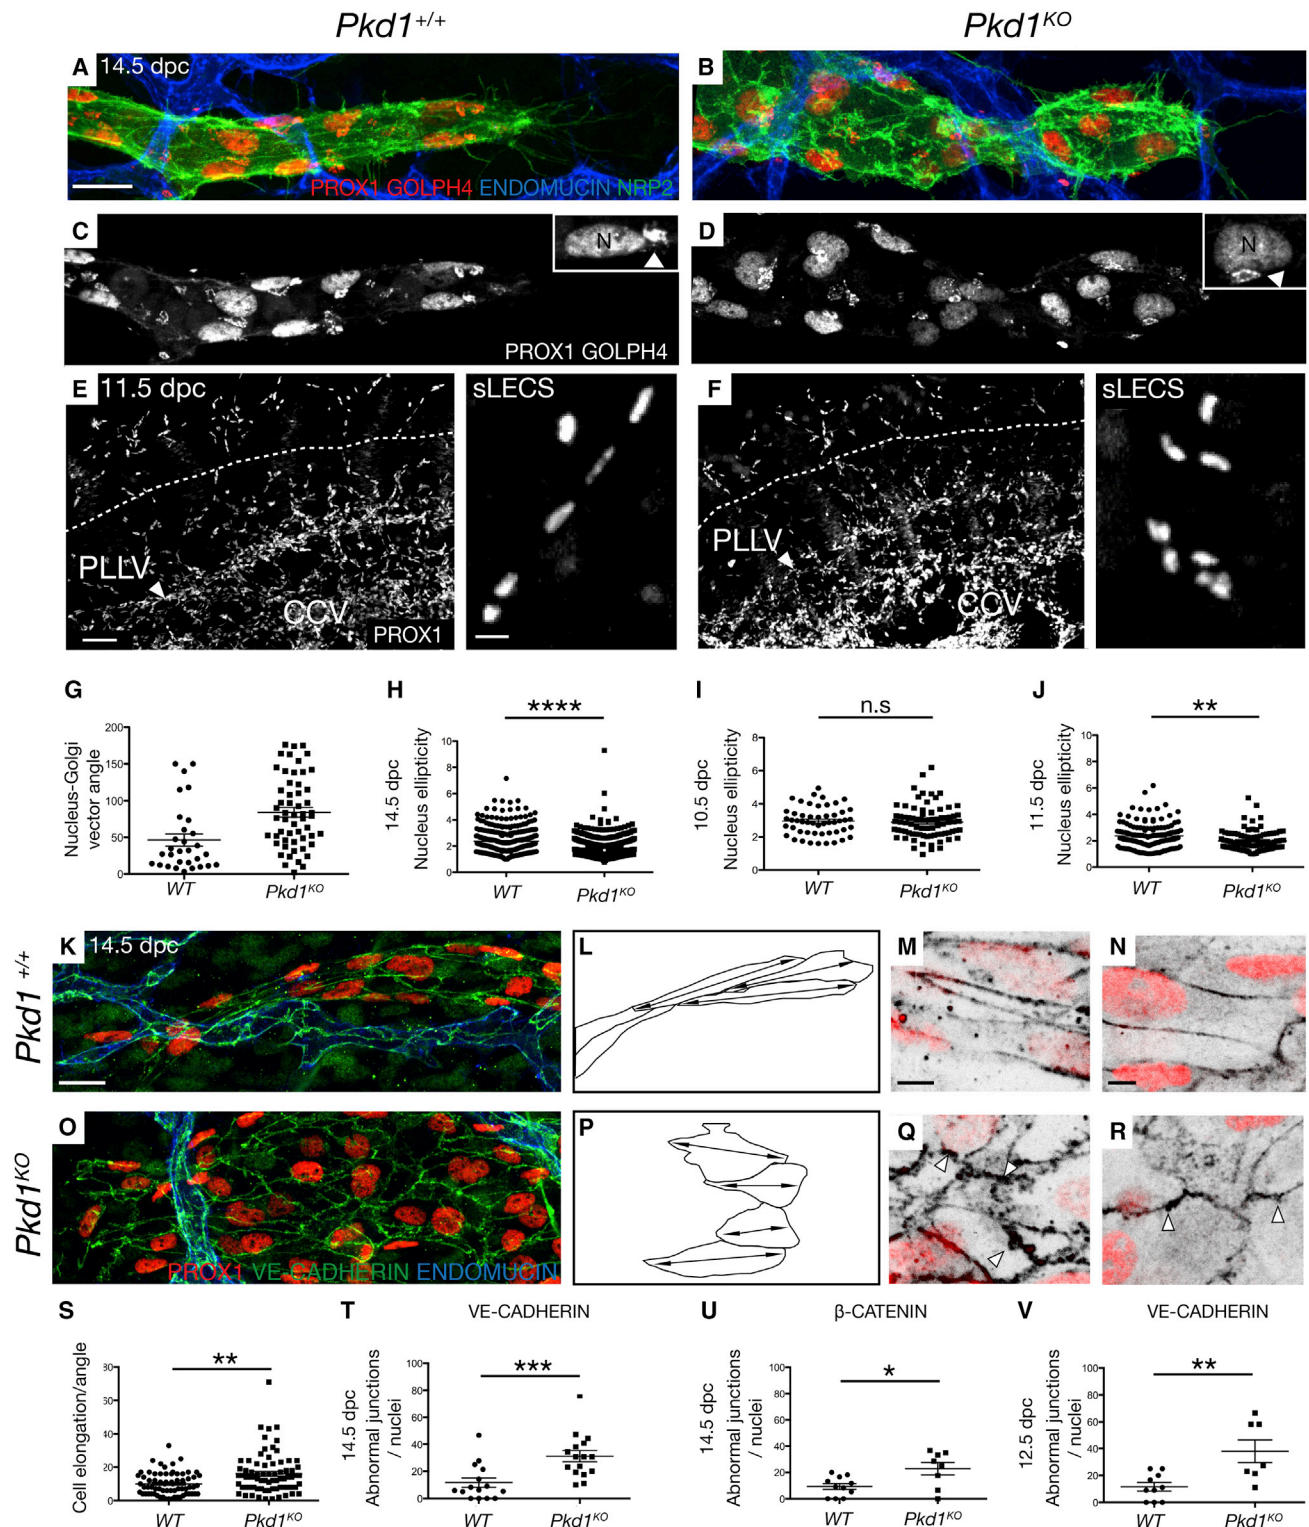 Pkd1+/+ Pkd1KO
A 14.5 dpc B
PROX1 GOLPH4 ENDOMUCIN NRP2
C N D N
PROX1 GOLPH4
E 11.5 dpc sLECS F sLECS
PLLV PLLV
CCV CCV
PROX1
G H I J
**** n.s **
Nucleus-Golgi
vector angle
200
150
100
50
0
WT Pkd1KO
14.5 dpc
Nucleus ellipticity
10
8
6
4
2
0
WT Pkd1KO
10.5 dpc
Nucleus ellipticity
8
6
4
2
0
WT Pkd1KO
11.5 dpc
Nucleus ellipticity
10
8
6
4
2
0
WT Pkd1KO
Pkd1 +/+
K 14.5 dpc L M N
Pkd1KO
O P Q R
PROX1 VE-CADHERIN ENDOMUCIN
S T VE-CADHERIN U β-CATENIN V VE-CADHERIN
** *** * **
Cell elongation/angle
80
60
40
20
0
WT Pkd1KO
14.5 dpc
Abnormal junctions
/ nuclei
100
80
60
40
20
0
WT Pkd1KO
14.5 dpc
Abnormal junctions
/ nuclei
100
80
60
40
20
0
WT Pkd1KO
12.5 dpc
Abnormal junctions
/ nuclei
100
80
60
40
20
0
WT Pkd1KO